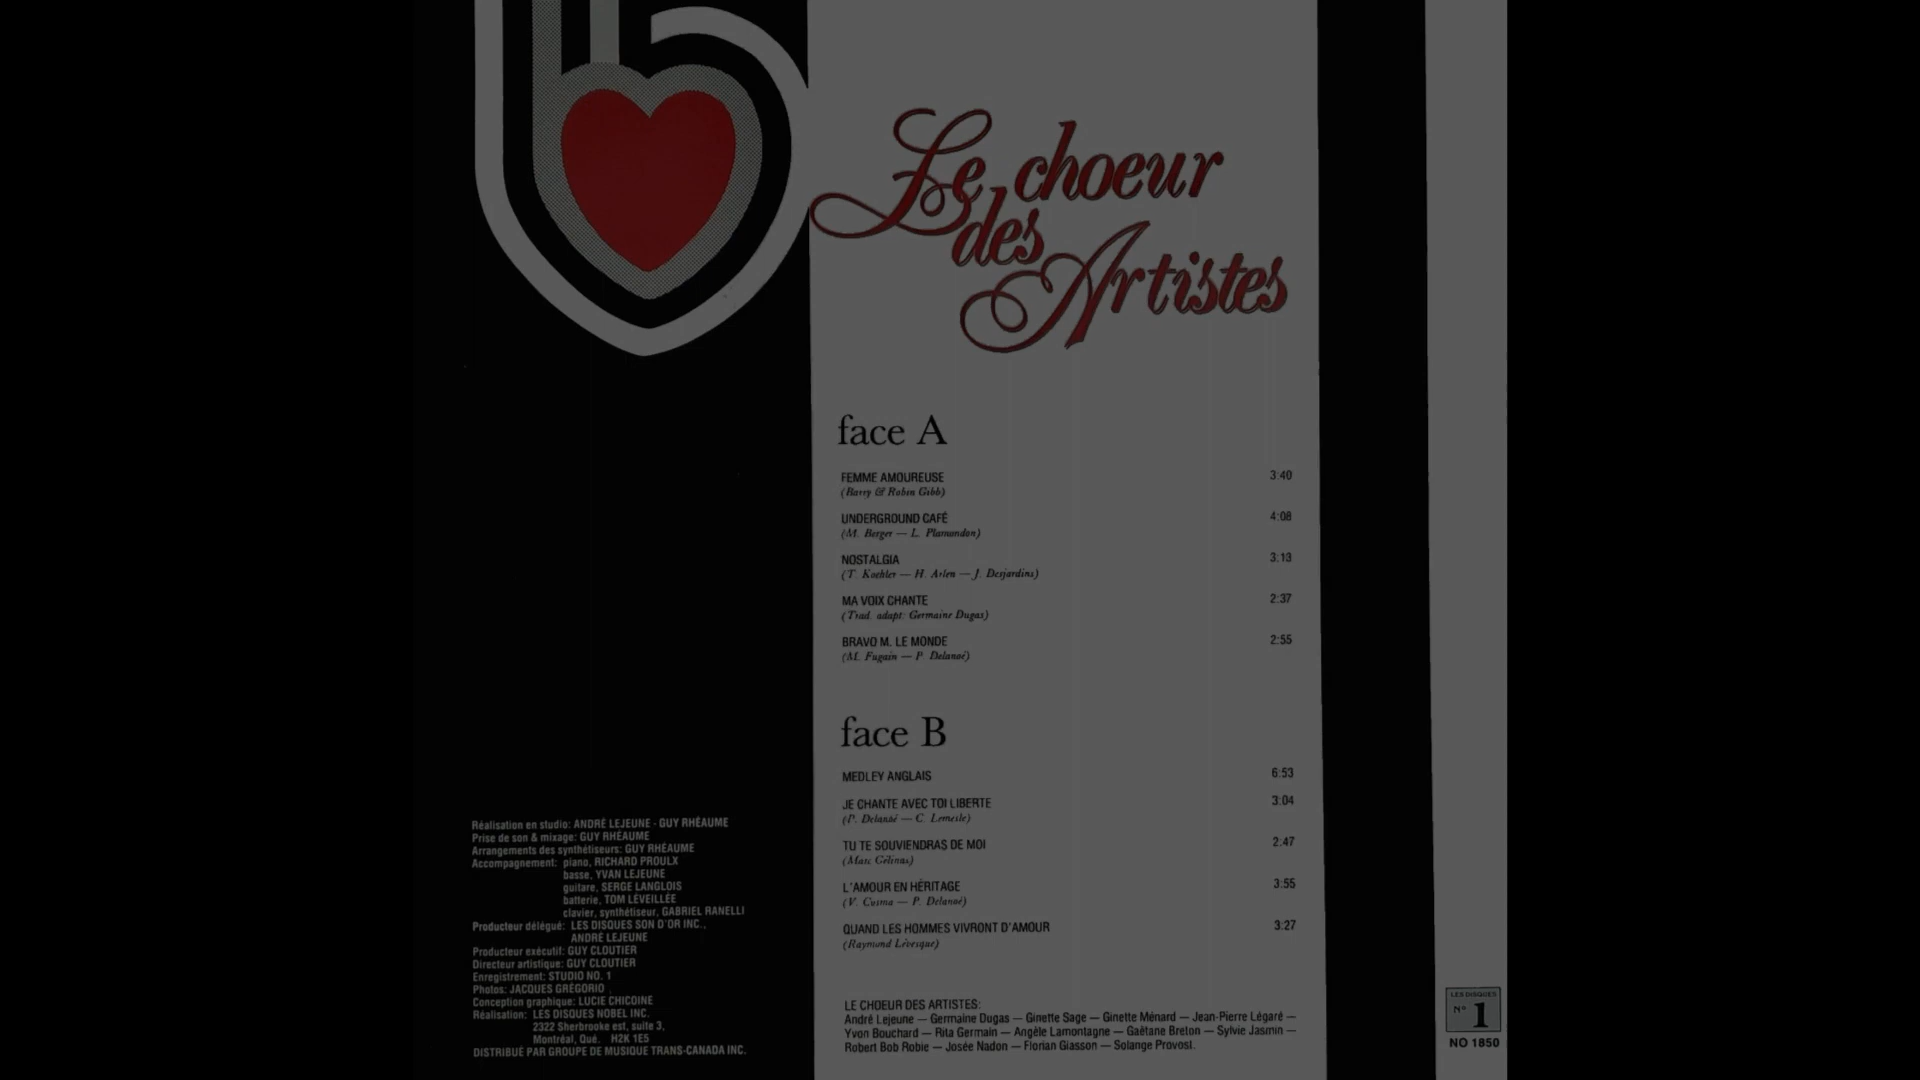 Le choeur
des
Artistes
face A
FEMME AMOUREUSE 3:40
(Barry & Robin Gibb)
UNDERGROUND CAFÉ 4:08
(M. Berger — L. Plamondon)
NOSTALGIA 3:13
(T. Koehler — H. Arlen — J. Desjardins)
MA VOIX CHANTE 2:37
(Trad. adapt: Germaine Dugas)
BRAVO M. LE MONDE 2:55
(M. Fugain — P. Delanoé)
face B
MEDLEY ANGLAIS 6:53
JE CHANTE AVEC TOI LIBERTE 3:04
(P. Delanoé — C. Lemesle)
TU TE SOUVIENDRAS DE MOI 2:47
(Marc Gélinas)
L'AMOUR EN HÉRITAGE 3:55
(V. Cosma — P. Delanoé)
QUAND LES HOMMES VIVRONT D'AMOUR 3:27
(Raymond Lévesque)
LE CHOEUR DES ARTISTES:
André Lejeune — Germaine Dugas — Ginette Sage — Ginette Ménard — Jean-Pierre Légaré —
Yvon Bouchard — Rita Germain — Angèle Lamontagne — Gaëtane Breton — Sylvie Jasmin —
Robert Bob Robie — Josée Nadon — Florian Giasson — Solange Provost.
Réalisation en studio: ANDRÉ LEJEUNE - GUY RHÉAUME
Prise de son & mixage: GUY RHÉAUME
Arrangements des synthétiseurs: GUY RHÉAUME
Accompagnement: piano, RICHARD PROULX
basse, YVAN LEJEUNE
guitare, SERGE LANGLOIS
batterie, TOM LÉVEILLÉE
clavier, synthétiseur, GABRIEL RANELLI
Producteur délégué: LES DISQUES SON D'OR INC.,
ANDRÉ LEJEUNE
Producteur exécutif: GUY CLOUTIER
Directeur artistique: GUY CLOUTIER
Enregistrement: STUDIO NO. 1
Photos: JACQUES GRÉGORIO
Conception graphique: LUCIE CHICOINE
Réalisation: LES DISQUES NOBEL INC.
2322 Sherbrooke est, suite 3,
Montréal, Qué. H2K 1E5
DISTRIBUÉ PAR GROUPE DE MUSIQUE TRANS-CANADA INC.
LES DISQUES
No 1
NO 1850